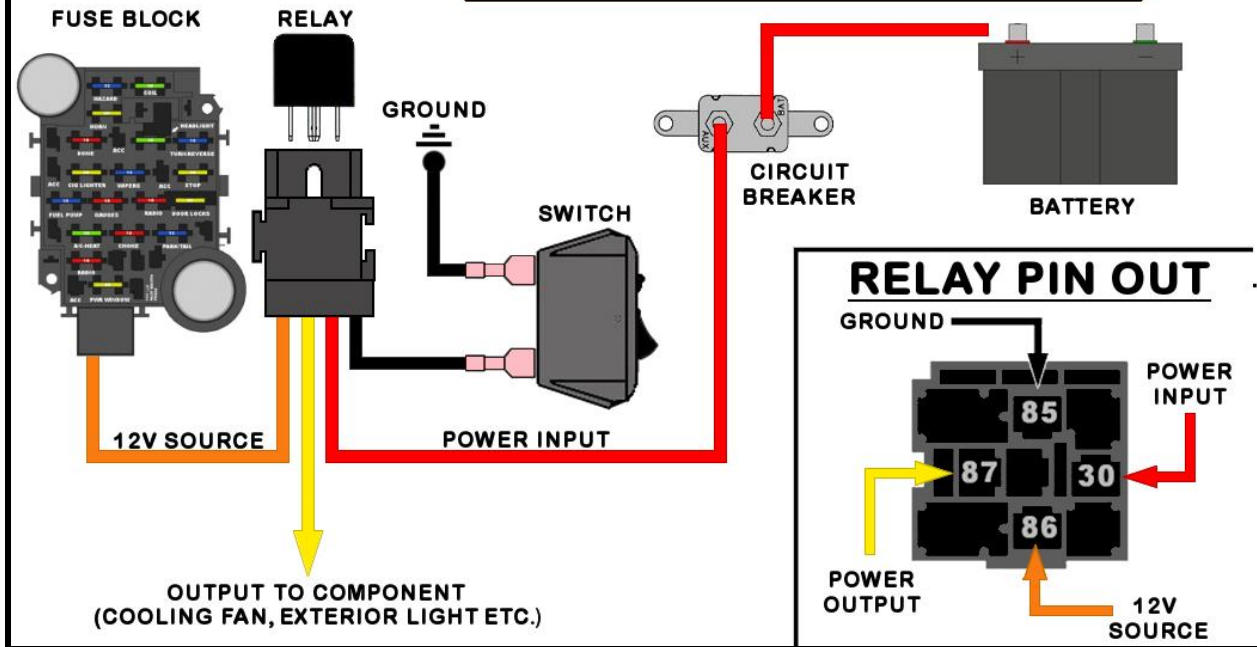 FUSE BLOCK
RELAY
GROUND
SWITCH
CIRCUIT
BREAKER
BAT
AUX
+
−
BATTERY
HAZARD
COIL
HORN
HEADLIGHT
DOME
ACC
TURN/REVERSE
ACC
CIG LIGHTER
WIPERS
ACC
STOP
FUEL PUMP
GAUGES
RADIO
DOOR LOCKS
A/C-HEAT
CHOKE
PARK/TAIL
RADIO
ACC
PWR WINDOW
12V SOURCE
POWER INPUT
OUTPUT TO COMPONENT
(COOLING FAN, EXTERIOR LIGHT ETC.)
RELAY PIN OUT
GROUND
POWER
INPUT
85
87
30
86
POWER
OUTPUT
12V
SOURCE